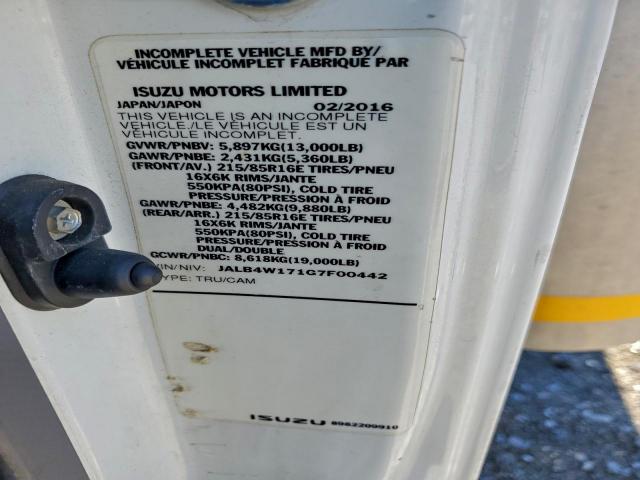 INCOMPLETE VEHICLE MFD BY/
VÉHICULE INCOMPLET FABRIQUÉ PAR
ISUZU MOTORS LIMITED
JAPAN/JAPON 02/2016
THIS VEHICLE IS AN INCOMPLETE
VEHICLE./LE VÉHICULE EST UN
VÉHICULE INCOMPLET.
GVWR/PNBV: 5,897KG(13,000LB)
GAWR/PNBE: 2,431KG(5,360LB)
(FRONT/AV.) 215/85R16E TIRES/PNEU
16X6K RIMS/JANTE
550KPA(80PSI), COLD TIRE
PRESSURE/PRESSION À FROID
GAWR/PNBE: 4,482KG(9,880LB)
(REAR/ARR.) 215/85R16E TIRES/PNEU
16X6K RIMS/JANTE
550KPA(80PSI), COLD TIRE
PRESSURE/PRESSION À FROID
DUAL/DOUBLE
GCWR/PNBC: 8,618KG(19,000LB)
VIN/NIV: JALB4W171G7F00442
TYPE: TRU/CAM
ISUZU 8982209910